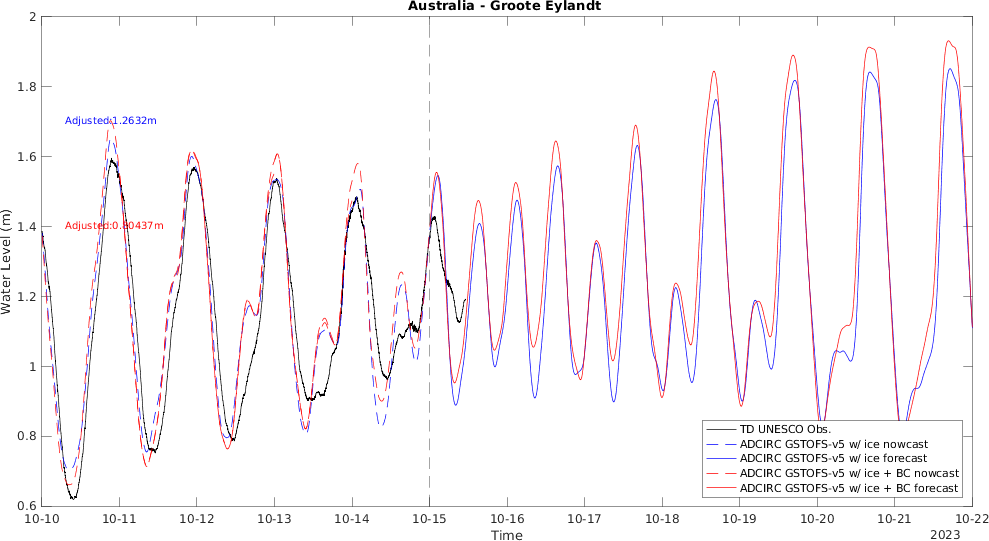 Australia - Groote Eylandt
2
1.8
1.6
1.4
1.2
1
0.8
0.6
Water Level (m)
Adjusted:1.2632m
Adjusted:0.80437m
TD UNESCO Obs.
ADCIRC GSTOFS-v5 w/ ice nowcast
ADCIRC GSTOFS-v5 w/ ice forecast
ADCIRC GSTOFS-v5 w/ ice + BC nowcast
ADCIRC GSTOFS-v5 w/ ice + BC forecast
10-10 10-11 10-12 10-13 10-14 10-15 10-16 10-17 10-18 10-19 10-20 10-21 10-22
Time
2023